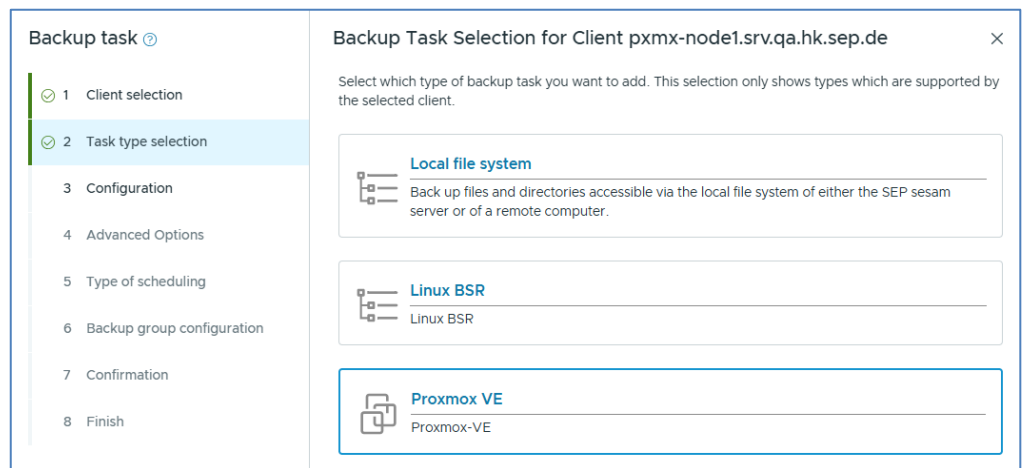 Backup task
1 Client selection
2 Task type selection
3 Configuration
4 Advanced Options
5 Type of scheduling
6 Backup group configuration
7 Confirmation
8 Finish
Backup Task Selection for Client pxmx-node1.srv.qa.hk.sep.de
Select which type of backup task you want to add. This selection only shows types which are supported by
the selected client.
Local file system
Back up files and directories accessible via the local file system of either the SEP sesam
server or of a remote computer.
Linux BSR
Linux BSR
Proxmox VE
Proxmox-VE